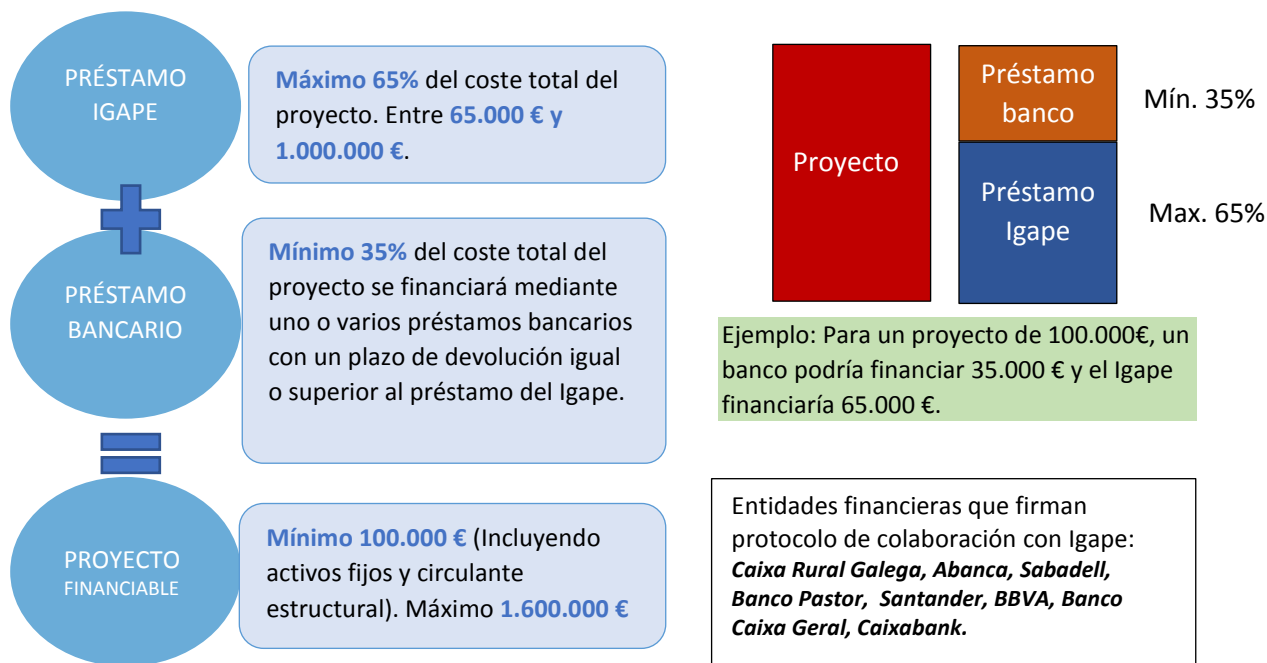 PRÉSTAMO
IGAPE
Máximo 65% del coste total del
proyecto. Entre 65.000 € y
1.000.000 €.
PRÉSTAMO
BANCARIO
Mínimo 35% del coste total del
proyecto se financiará mediante
uno o varios préstamos bancarios
con un plazo de devolución igual
o superior al préstamo del Igape.
PROYECTO
FINANCIABLE
Mínimo 100.000 € (Incluyendo
activos fijos y circulante
estructural). Máximo 1.600.000 €
Proyecto
Préstamo
banco
Mín. 35%
Préstamo
Igape
Max. 65%
Ejemplo: Para un proyecto de 100.000€, un
banco podría financiar 35.000 € y el Igape
financiaría 65.000 €.
Entidades financieras que firman
protocolo de colaboración con Igape:
Caixa Rural Galega, Abanca, Sabadell,
Banco Pastor, Santander, BBVA, Banco
Caixa Geral, Caixabank.